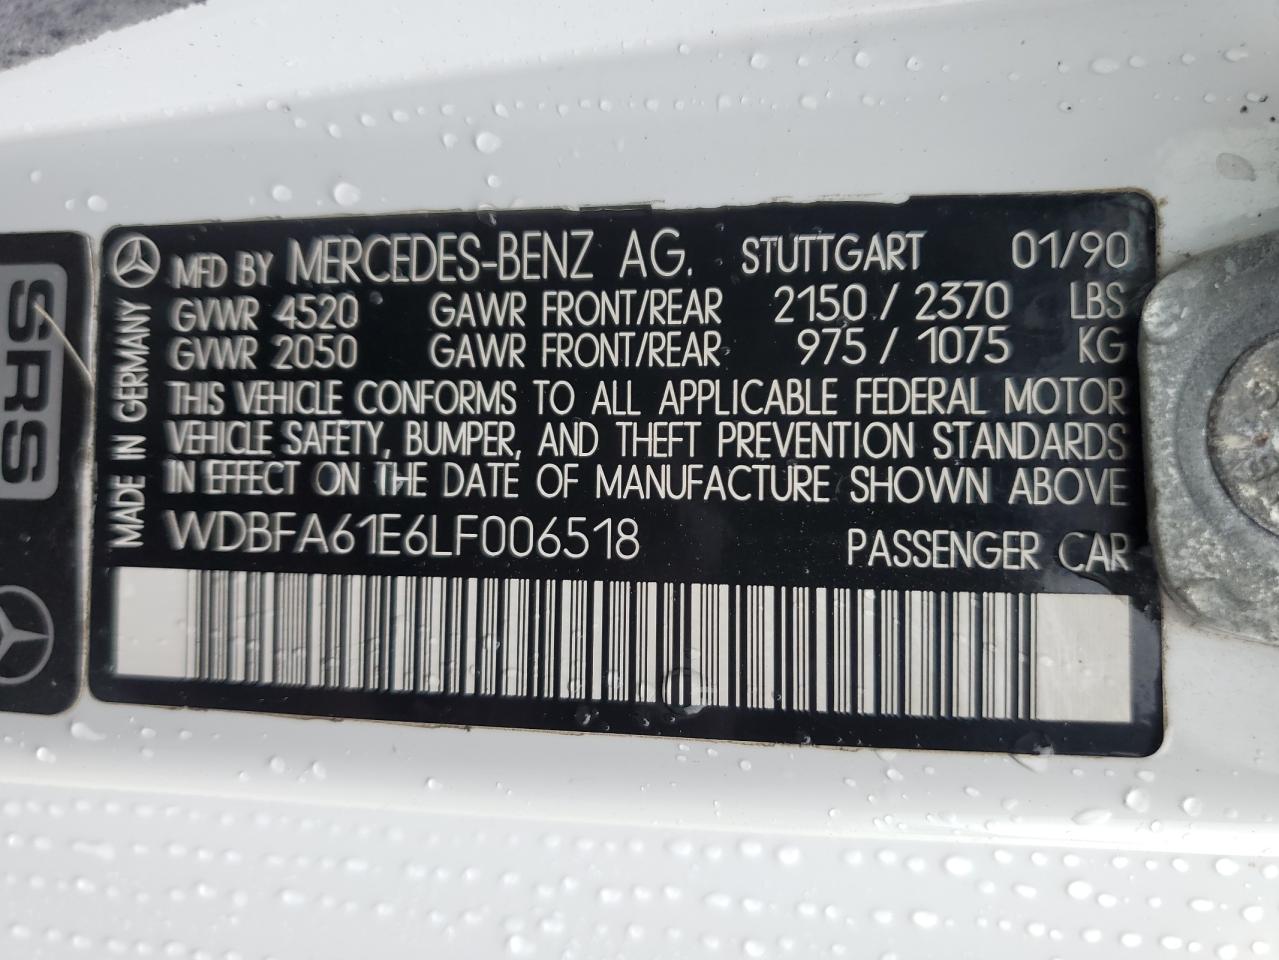 SRS
MADE IN GERMANY
MFD BY MERCEDES-BENZ AG. STUTTGART 01/90
GVWR 4520 GAWR FRONT/REAR 2150 / 2370 LBS
GVWR 2050 GAWR FRONT/REAR 975 / 1075 KG
THIS VEHICLE CONFORMS TO ALL APPLICABLE FEDERAL MOTOR
VEHICLE SAFETY, BUMPER, AND THEFT PREVENTION STANDARDS
IN EFFECT ON THE DATE OF MANUFACTURE SHOWN ABOVE
WDBFA61E6LF006518 PASSENGER CAR